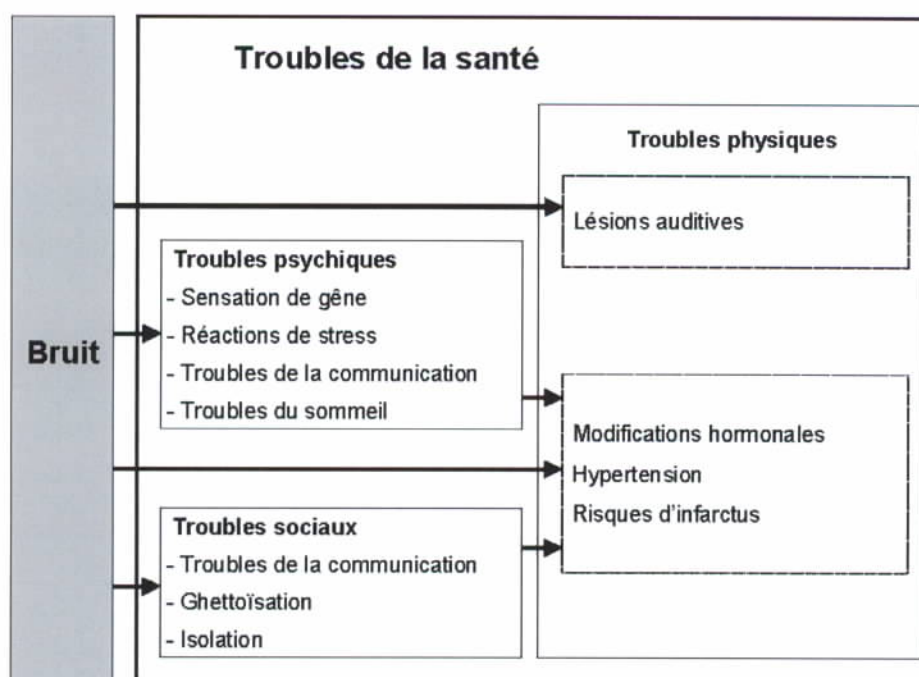 Troubles de la santé
Bruit
Troubles physiques
Lésions auditives
Troubles psychiques
- Sensation de gêne
- Réactions de stress
- Troubles de la communication
- Troubles du sommeil
Modifications hormonales
Hypertension
Risques d'infarctus
Troubles sociaux
- Troubles de la communication
- Ghettoïsation
- Isolation